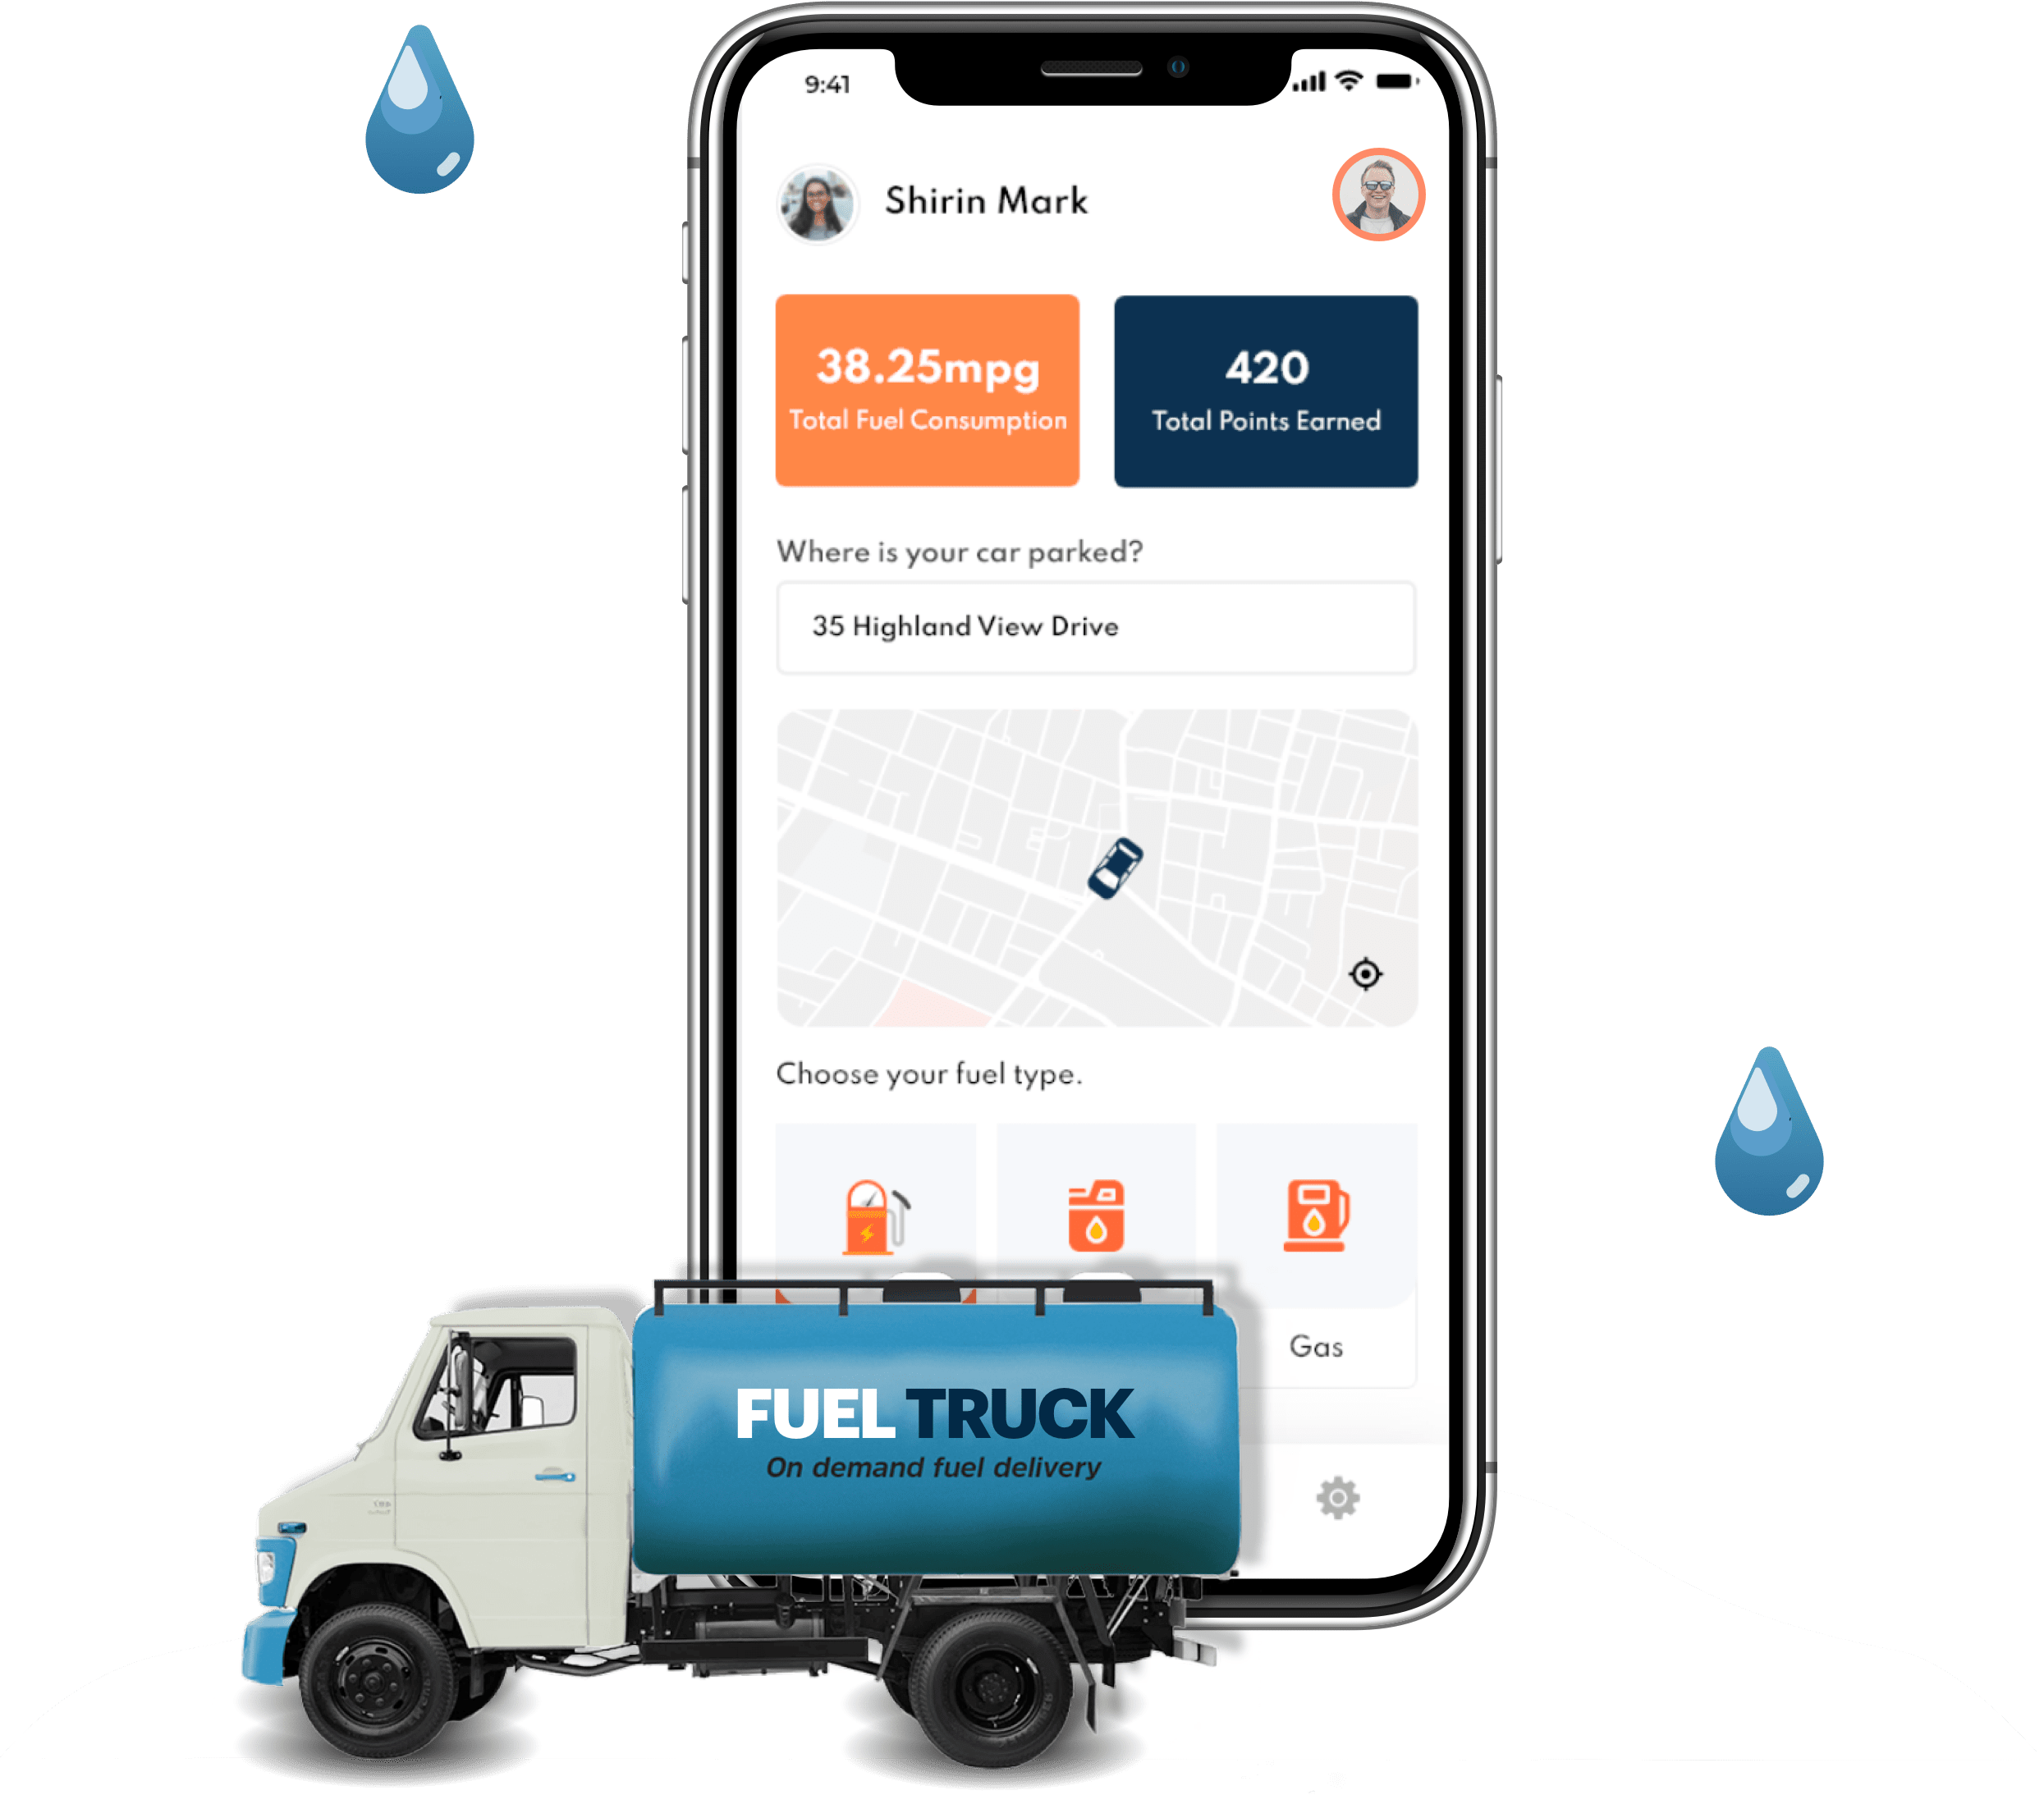 9:41
Shirin Mark
38.25mpg
Total Fuel Consumption
420
Total Points Earned
Where is your car parked?
35 Highland View Drive
Choose your fuel type.
Gas
FUEL TRUCK
On demand fuel delivery